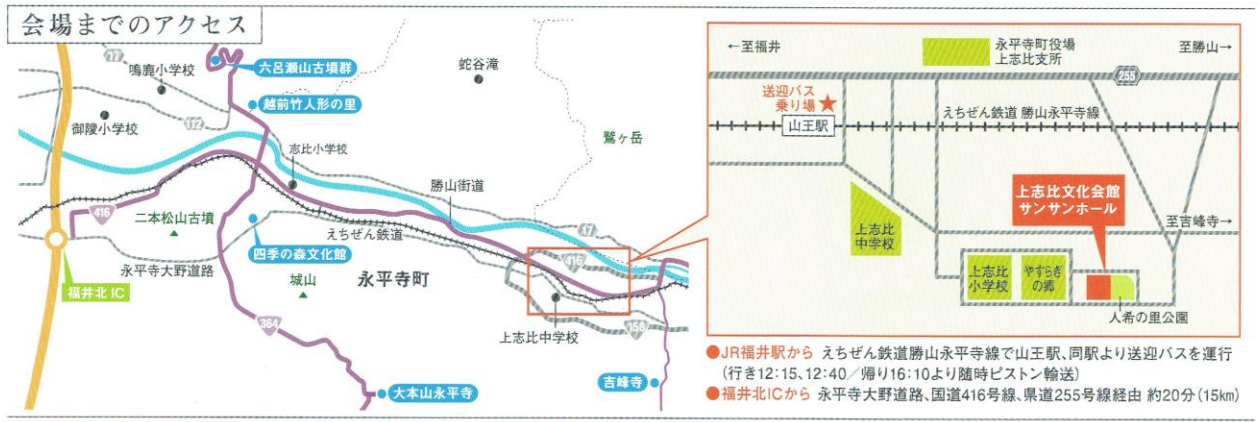 会場までのアクセス
17
鳴鹿小学校
六呂瀬山古墳群
蛇谷滝
越前竹人形の里
御陵小学校
172
鷲ヶ岳
志比小学校
勝山街道
416
二本松山古墳
えちぜん鉄道
17
四季の森文化館
永平寺大野道路
416
城山
永平寺町
福井北IC
364
上志比中学校
168
吉峰寺
大本山永平寺
←至福井
永平寺町役場
上志比支所
至勝山→
255
送迎バス
乗り場
えちぜん鉄道 勝山永平寺線
山王駅
上志比文化会館
サンサンホール
上志比
中学校
至吉峰寺→
上志比
小学校
やすらぎ
の郷
人希の里公園
●JR福井駅から えちぜん鉄道勝山永平寺線で山王駅、同駅より送迎バスを運行
(行き12:15、12:40/帰り16:10より随時ピストン輸送)
●福井北ICから 永平寺大野道路、国道416号線、県道255号線経由 約20分(15km)